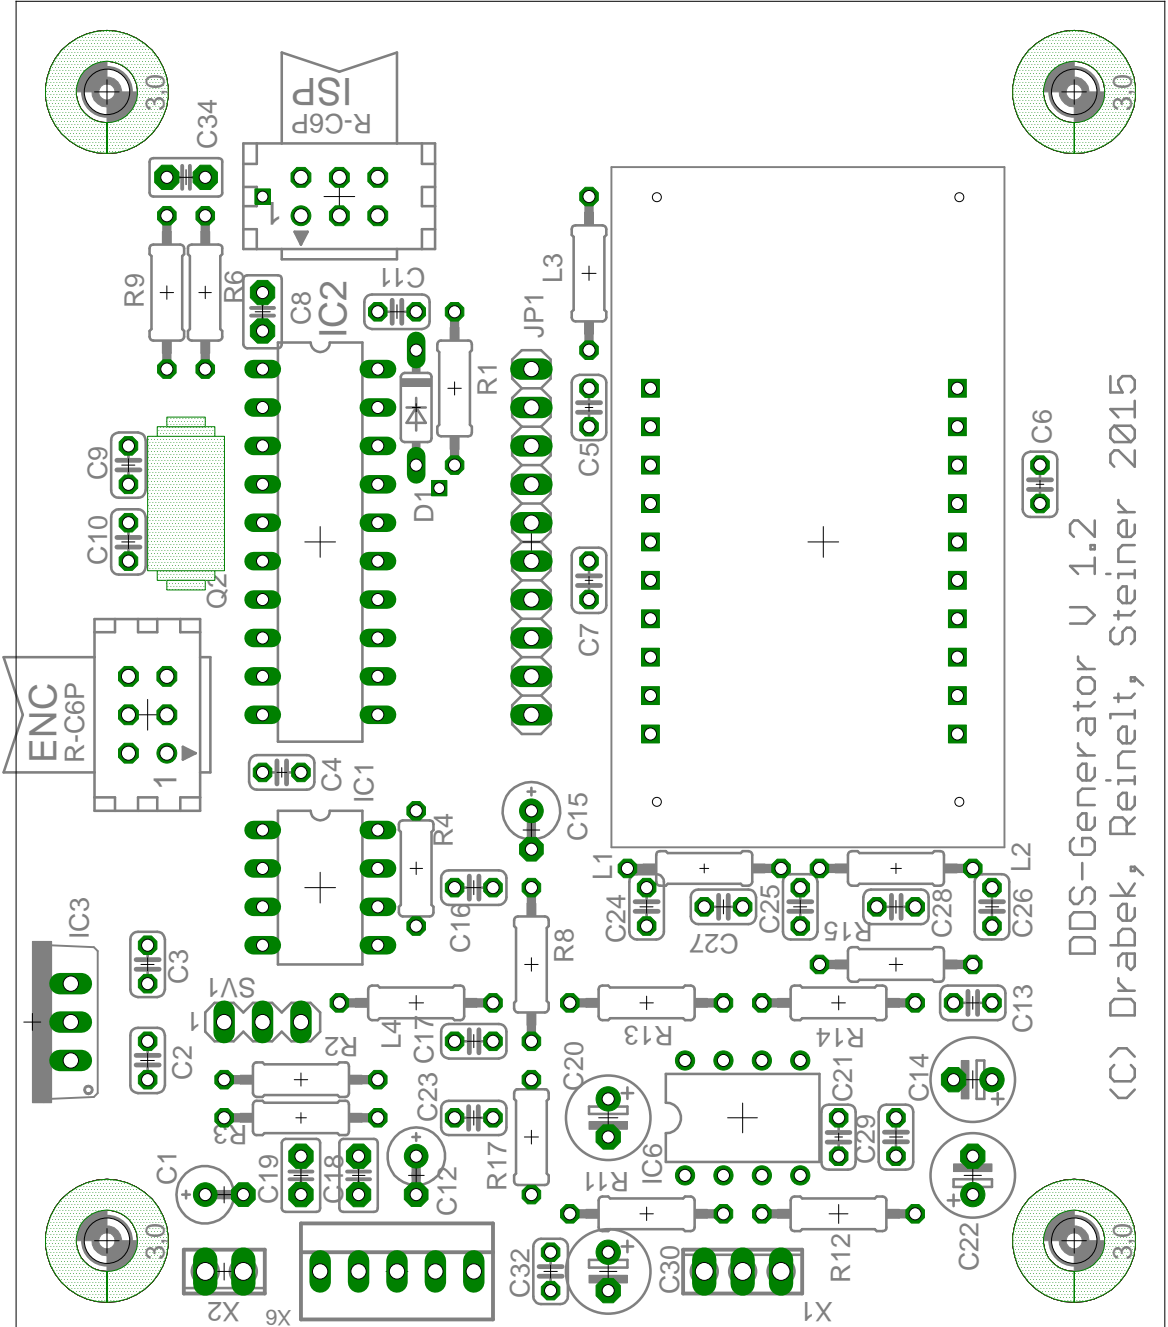 3,0
C34
ISP
R-C6P
1
3,0
R9
R6
C8
IC2
C11
R1
JP1
L3
C5
C6
C9
C10
Q2
D1
C7
ENC
R-C6P
1
C4
IC1
R4
C15
C16
L1
L2
C24
C27
C25
R15
C28
C26
DDS-Generator V 1.2
(C) Drabek, Reinelt, Steiner 2015
IC3
C3
SV1
1
R8
L4
C17
R13
R14
C13
C2
R2
R3
C23
C20
C21
C14
C1
C19
C18
C12
R17
R11
IC6
C29
C22
3,0
X2
X6
C32
C30
R12
X1
3,0